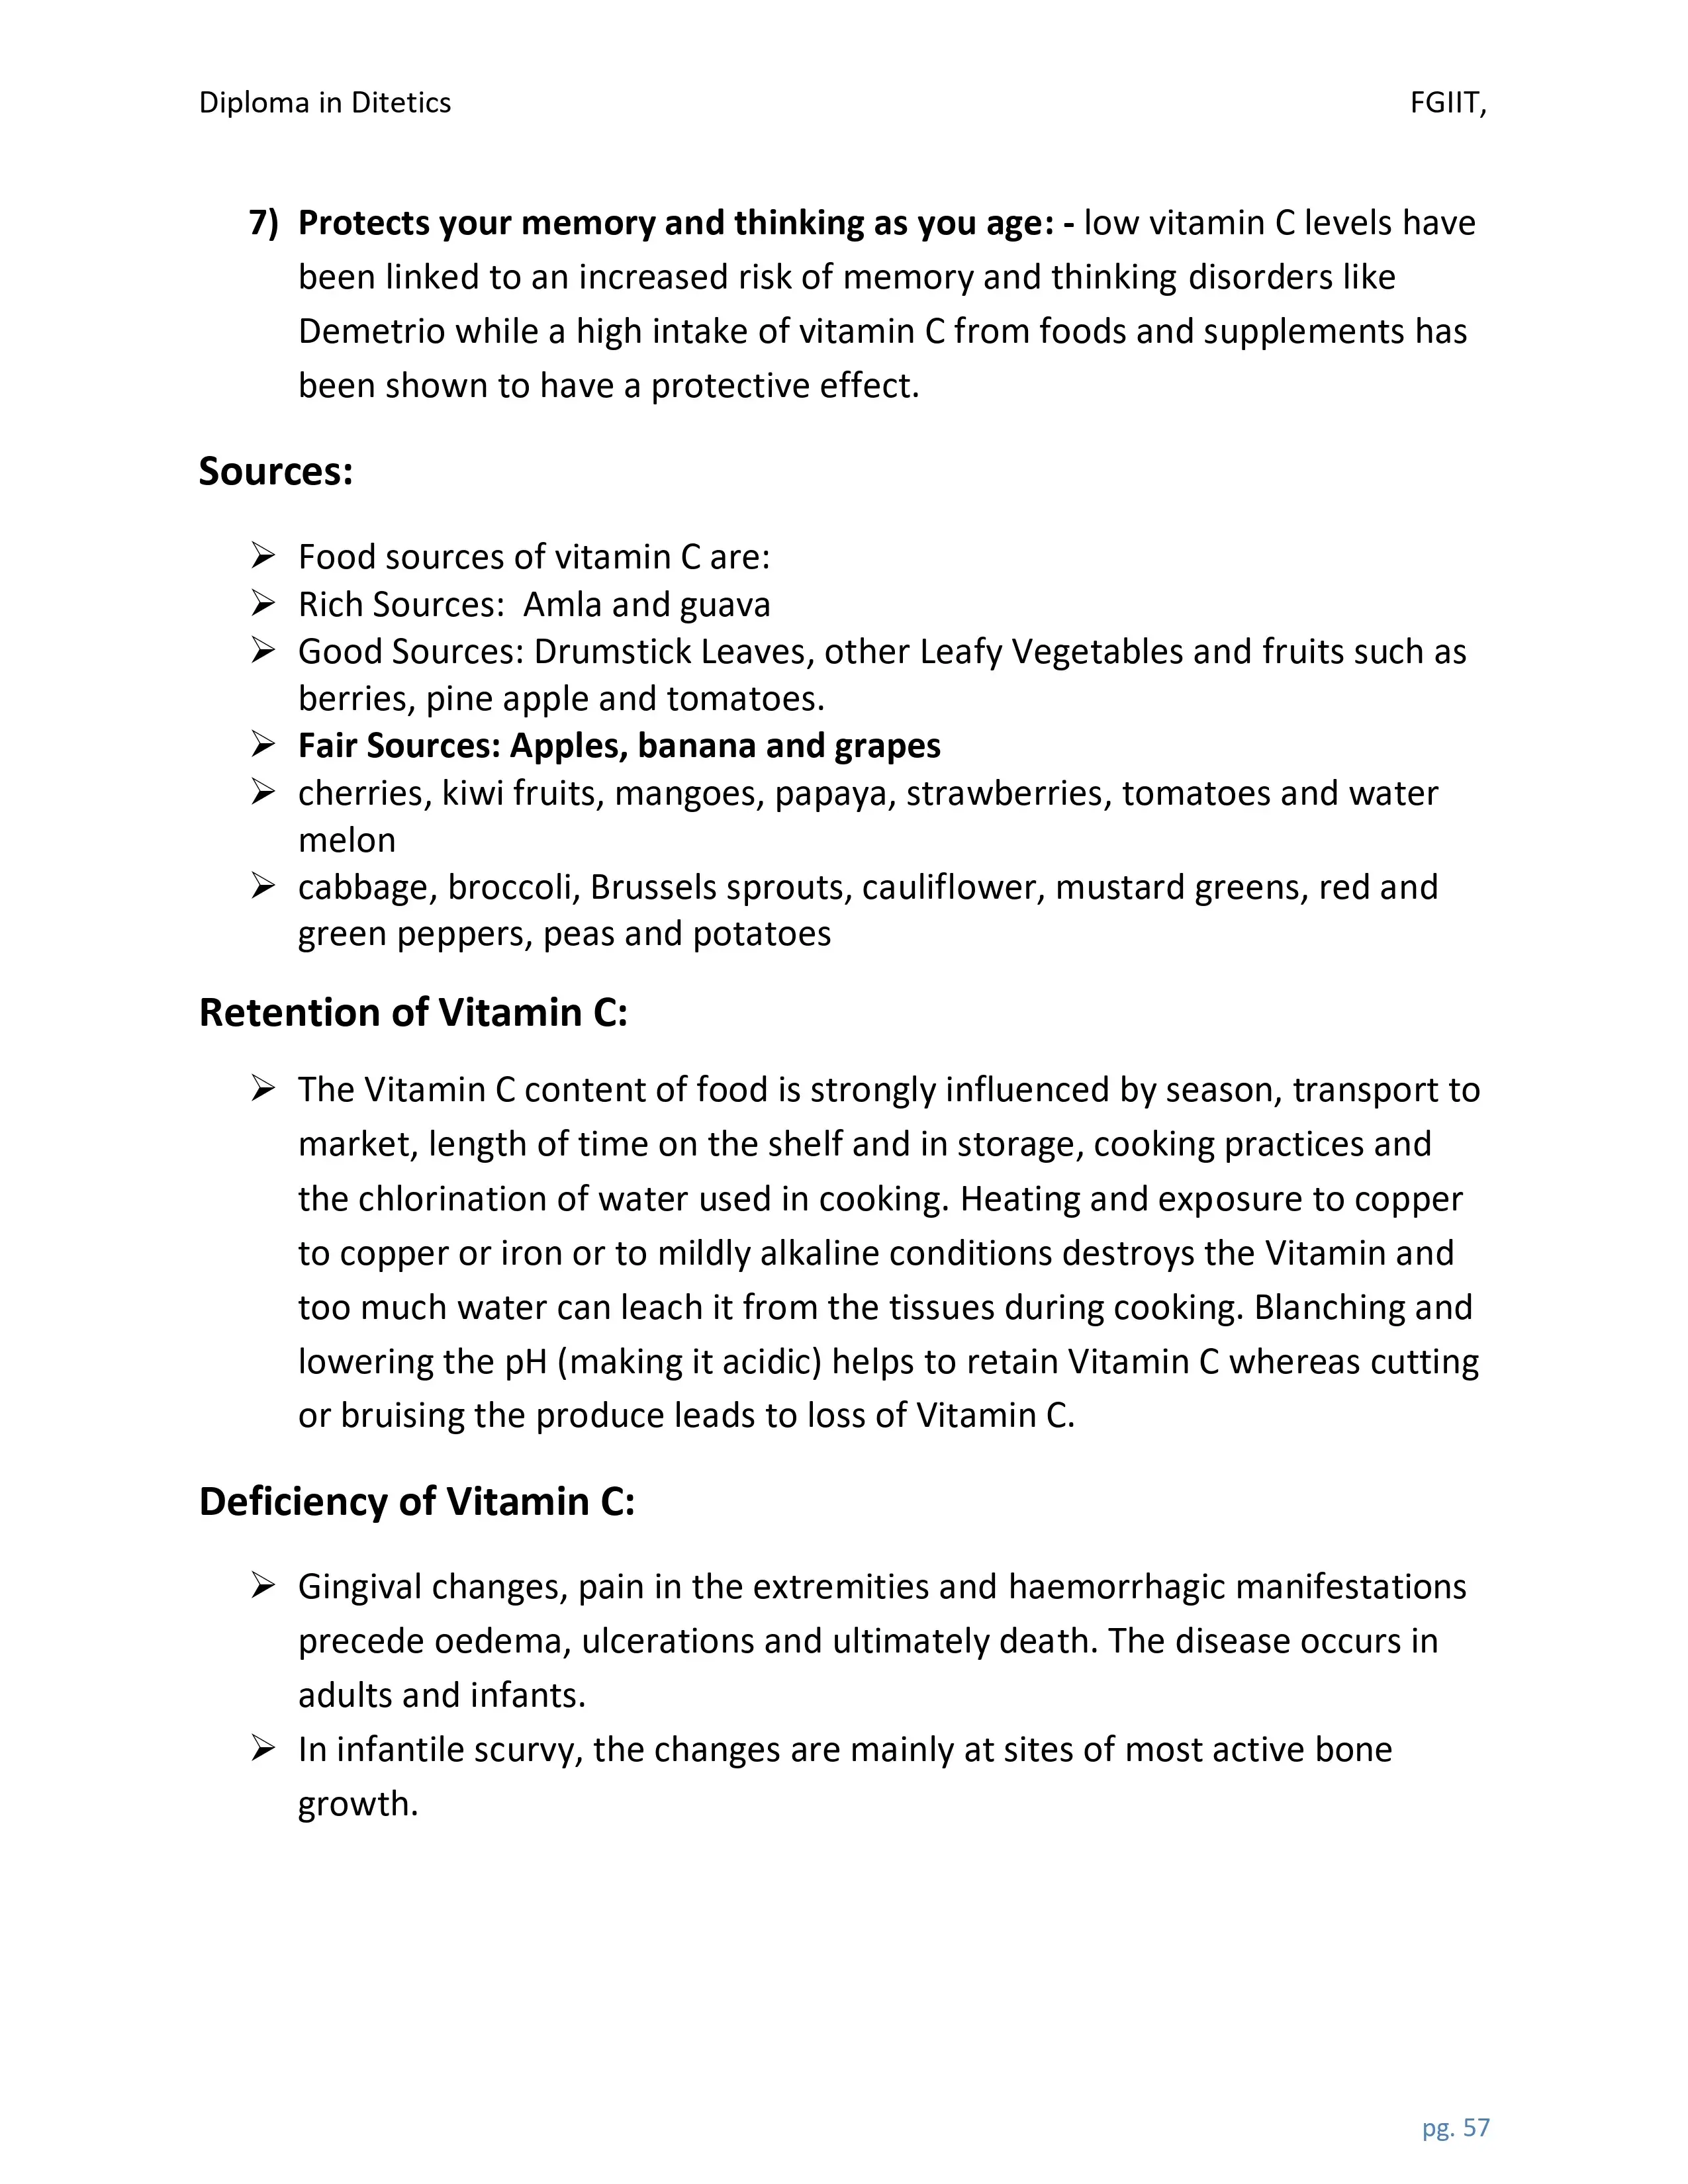 Diploma in Ditetics FGIIT,
7) Protects your memory and thinking as you age: - low vitamin C levels have
been linked to an increased risk of memory and thinking disorders like
Demetrio while a high intake of vitamin C from foods and supplements has
been shown to have a protective effect.
Sources:
➢ Food sources of vitamin C are:
➢ Rich Sources: Amla and guava
➢ Good Sources: Drumstick Leaves, other Leafy Vegetables and fruits such as
berries, pine apple and tomatoes.
➢ Fair Sources: Apples, banana and grapes
➢ cherries, kiwi fruits, mangoes, papaya, strawberries, tomatoes and water
melon
➢ cabbage, broccoli, Brussels sprouts, cauliflower, mustard greens, red and
green peppers, peas and potatoes
Retention of Vitamin C:
➢ The Vitamin C content of food is strongly influenced by season, transport to
market, length of time on the shelf and in storage, cooking practices and
the chlorination of water used in cooking. Heating and exposure to copper
to copper or iron or to mildly alkaline conditions destroys the Vitamin and
too much water can leach it from the tissues during cooking. Blanching and
lowering the pH (making it acidic) helps to retain Vitamin C whereas cutting
or bruising the produce leads to loss of Vitamin C.
Deficiency of Vitamin C:
➢ Gingival changes, pain in the extremities and haemorrhagic manifestations
precede oedema, ulcerations and ultimately death. The disease occurs in
adults and infants.
➢ In infantile scurvy, the changes are mainly at sites of most active bone
growth.
pg. 57